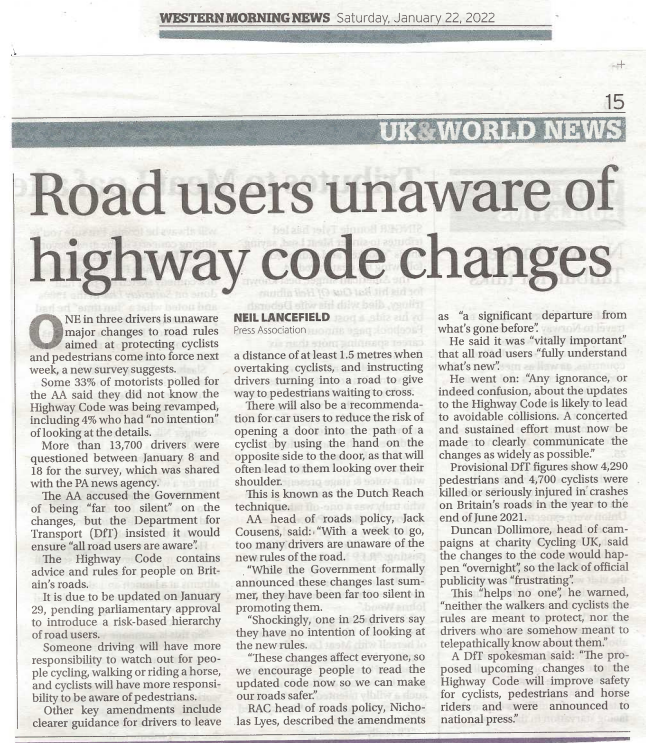 WESTERN MORNING NEWS Saturday, January 22, 2022
15
UK&WORLD NEWS
Road users unaware of
highway code changes
ONE in three drivers is unaware
major changes to road rules
aimed at protecting cyclists
and pedestrians come into force next
week, a new survey suggests.
Some 33% of motorists polled for
the AA said they did not know the
Highway Code was being revamped,
including 4% who had “no intention”
of looking at the details.
More than 13,700 drivers were
questioned between January 8 and
18 for the survey, which was shared
with the PA news agency.
The AA accused the Government
of being “far too silent” on the
changes, but the Department for
Transport (DfT) insisted it would
ensure “all road users are aware”.
The Highway Code contains
advice and rules for people on Brit-
ain’s roads.
It is due to be updated on January
29, pending parliamentary approval
to introduce a risk-based hierarchy
of road users.
Someone driving will have more
responsibility to watch out for peo-
ple cycling, walking or riding a horse,
and cyclists will have more responsi-
bility to be aware of pedestrians.
Other key amendments include
clearer guidance for drivers to leave
NEIL LANCEFIELD
Press Association
a distance of at least 1.5 metres when
overtaking cyclists, and instructing
drivers turning into a road to give
way to pedestrians waiting to cross.
There will also be a recommenda-
tion for car users to reduce the risk of
opening a door into the path of a
cyclist by using the hand on the
opposite side to the door, as that will
often lead to them looking over their
shoulder.
This is known as the Dutch Reach
technique.
AA head of roads policy, Jack
Cousens, said: “With a week to go,
too many drivers are unaware of the
new rules of the road.
“While the Government formally
announced these changes last sum-
mer, they have been far too silent in
promoting them.
“Shockingly, one in 25 drivers say
they have no intention of looking at
the new rules.
“These changes affect everyone, so
we encourage people to read the
updated code now so we can make
our roads safer.”
RAC head of roads policy, Nicho-
las Lyes, described the amendments
as “a significant departure from
what’s gone before”.
He said it was “vitally important”
that all road users “fully understand
what’s new”.
He went on: “Any ignorance, or
indeed confusion, about the updates
to the Highway Code is likely to lead
to avoidable collisions. A concerted
and sustained effort must now be
made to clearly communicate the
changes as widely as possible.”
Provisional DfT figures show 4,290
pedestrians and 4,700 cyclists were
killed or seriously injured in crashes
on Britain’s roads in the year to the
end of June 2021.
Duncan Dollimore, head of cam-
paigns at charity Cycling UK, said
the changes to the code would hap-
pen “overnight”, so the lack of official
publicity was “frustrating”.
This “helps no one”, he warned,
“neither the walkers and cyclists the
rules are meant to protect, nor the
drivers who are somehow meant to
telepathically know about them.”
A DfT spokesman said: “The pro-
posed upcoming changes to the
Highway Code will improve safety
for cyclists, pedestrians and horse
riders and were announced to
national press.”